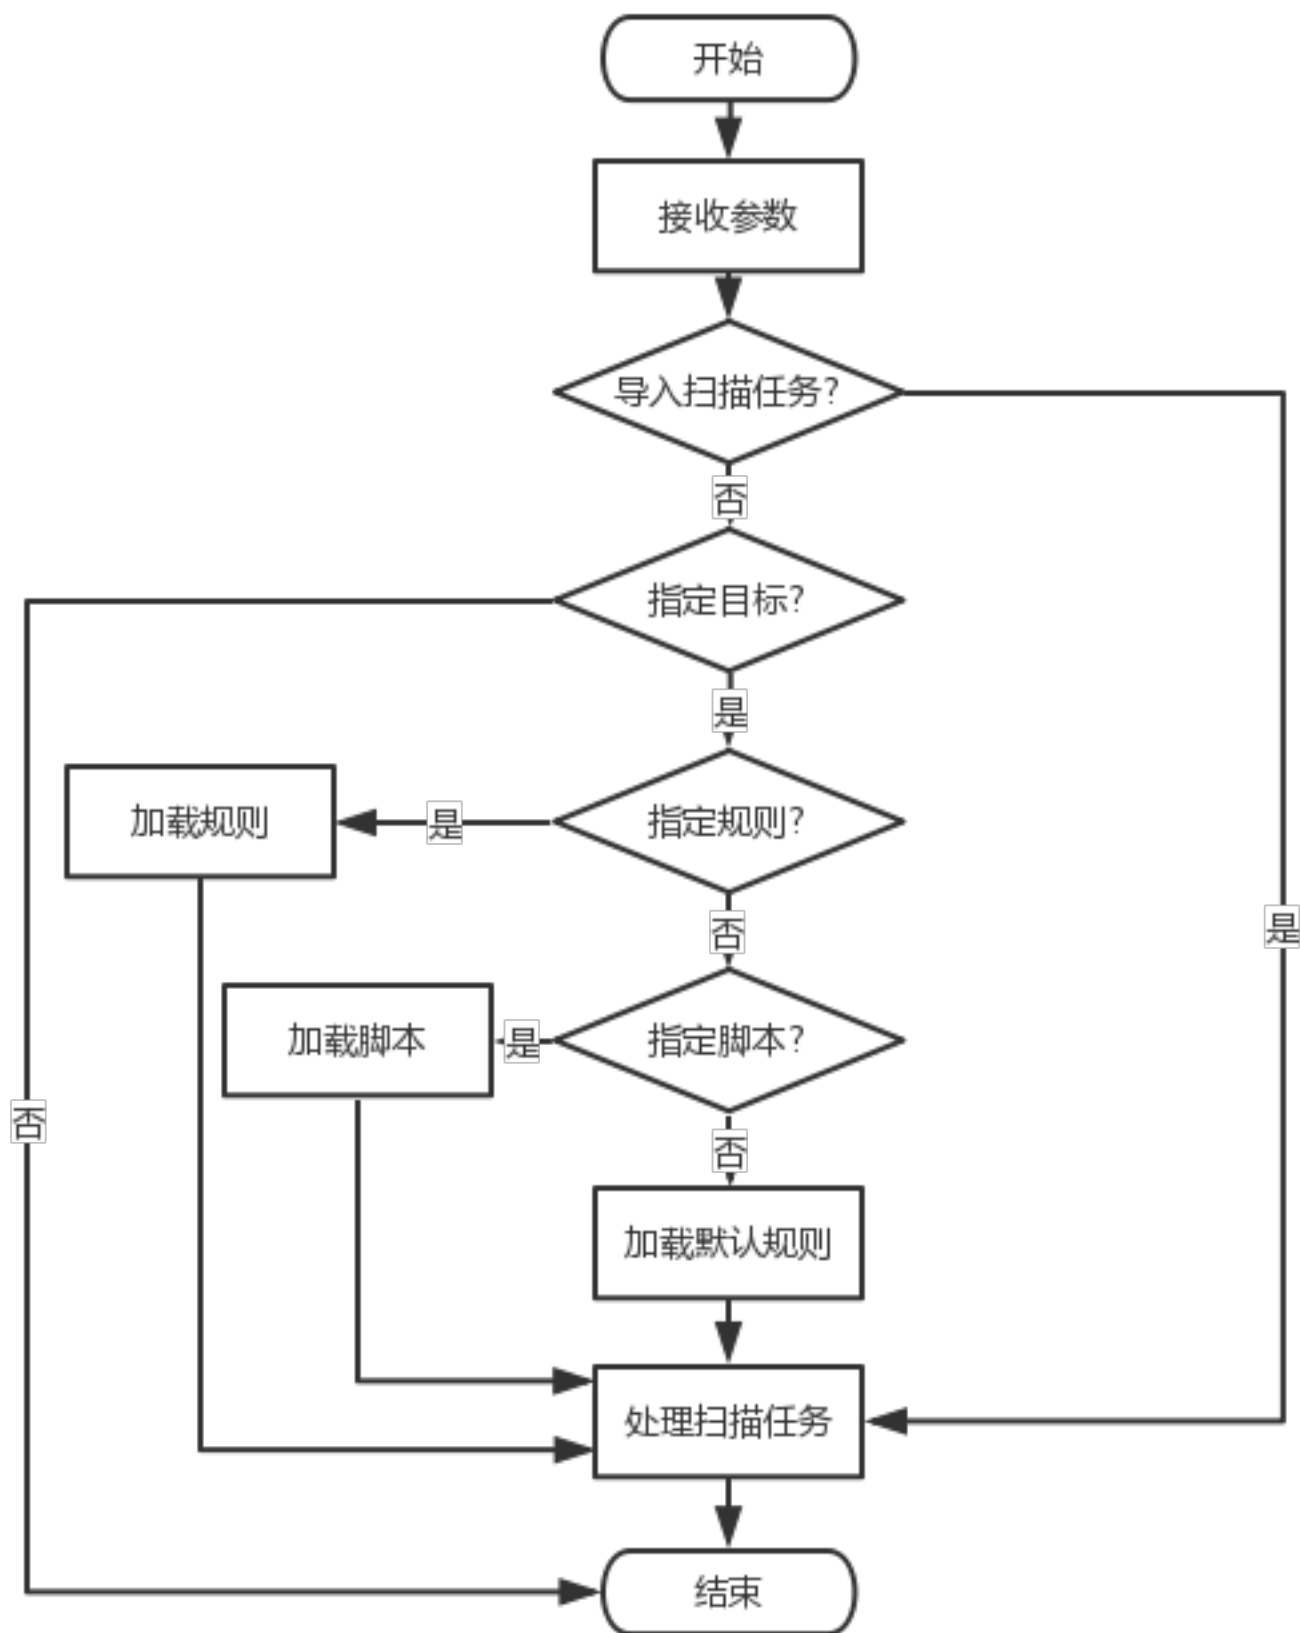 开始
接收参数
导入扫描任务?
否
指定目标?
是
加载规则
是
指定规则?
否
是
加载脚本
是
指定脚本?
否
否
加载默认规则
处理扫描任务
结束